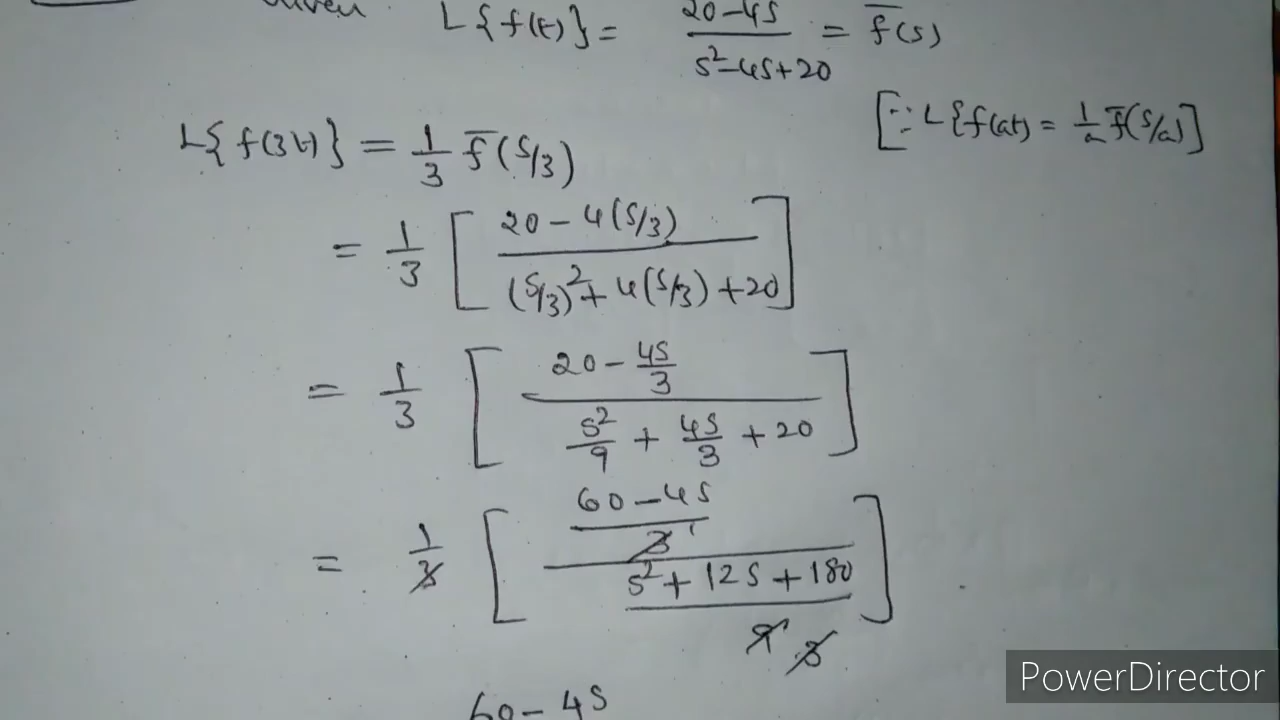 Given L{f(t)} = 20-4S / S²-4S+20 = f̅(s)
L{f(3t)} = 1/3 f̅(S/3) [∵ L{f(at) = 1/a f̅(S/a)]
= 1/3 [ 20-4(S/3) / (S/3)²+4(S/3)+20 ]
= 1/3 [ 20-4S/3 / S²/9 + 4S/3 + 20 ]
= 1/3 [ 60-4S/3 1 / S²+12S+180/9 3 ]
60-4S
PowerDirector